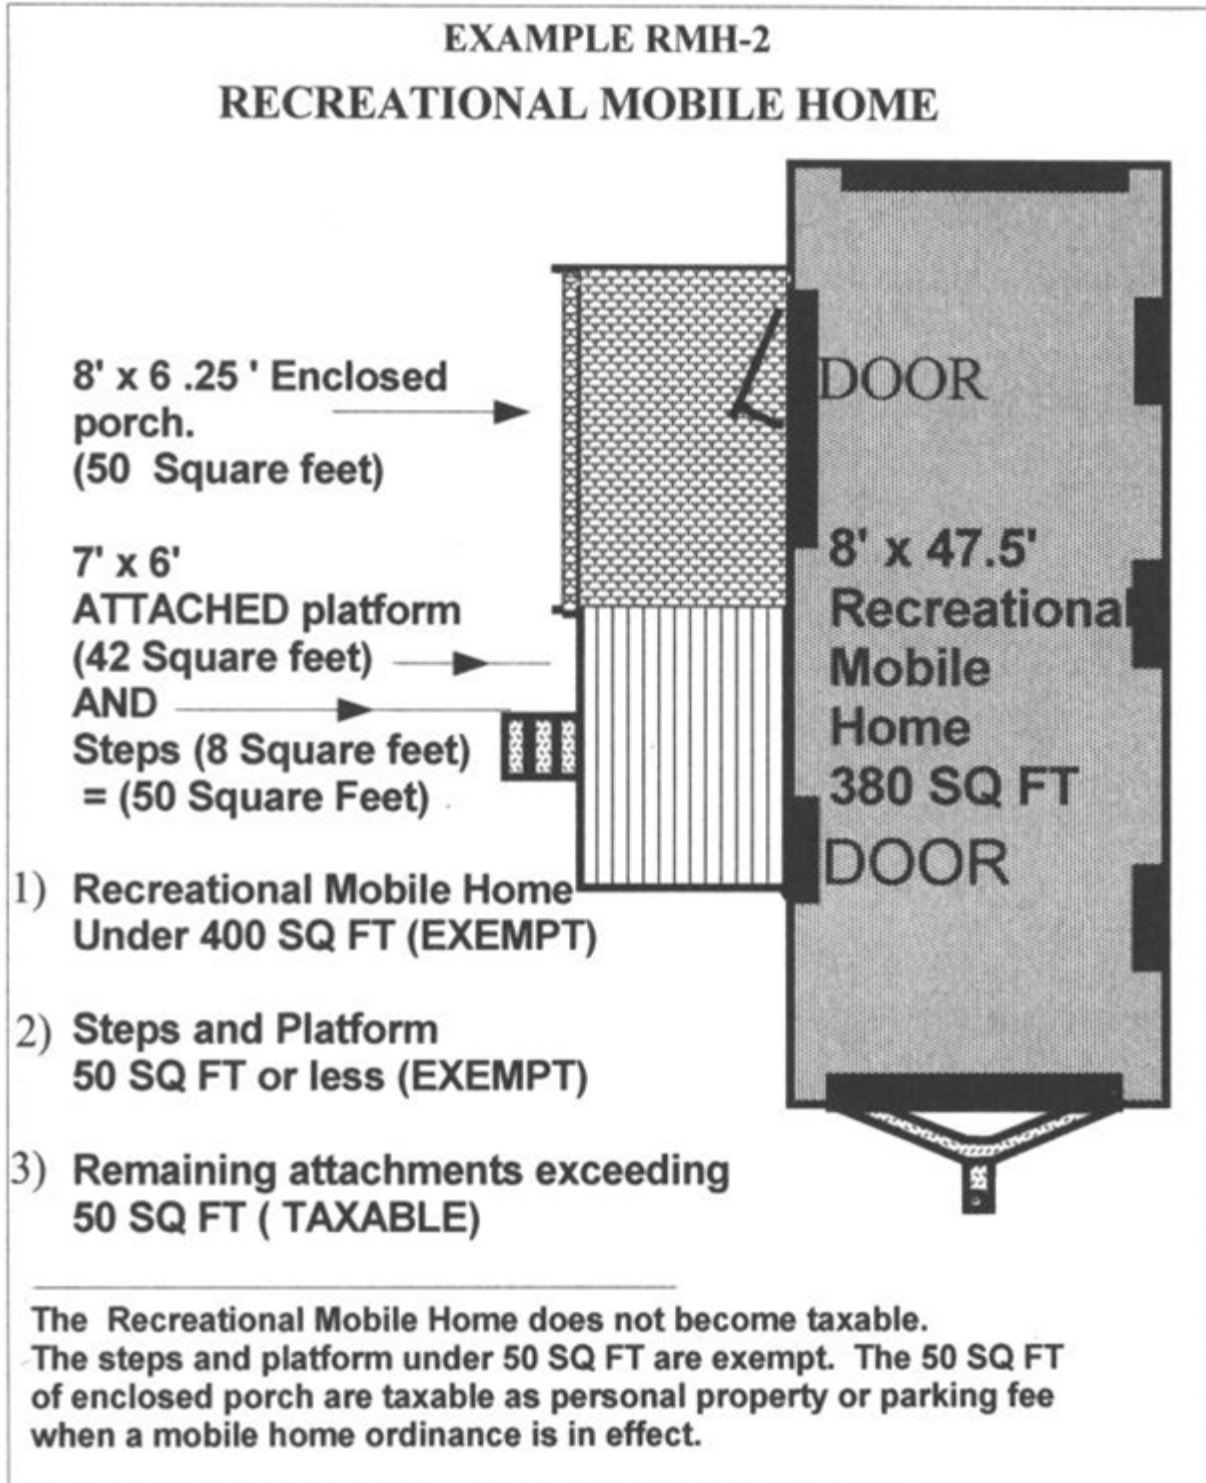 EXAMPLE RMH-2
RECREATIONAL MOBILE HOME
8' x 6 .25 ' Enclosed
porch.
(50 Square feet)
7' x 6'
ATTACHED platform
(42 Square feet)
AND
Steps (8 Square feet)
= (50 Square Feet)
DOOR
8' x 47.5'
Recreational
Mobile
Home
380 SQ FT
DOOR
1) Recreational Mobile Home
Under 400 SQ FT (EXEMPT)
2) Steps and Platform
50 SQ FT or less (EXEMPT)
3) Remaining attachments exceeding
50 SQ FT ( TAXABLE)
The Recreational Mobile Home does not become taxable.
The steps and platform under 50 SQ FT are exempt. The 50 SQ FT
of enclosed porch are taxable as personal property or parking fee
when a mobile home ordinance is in effect.